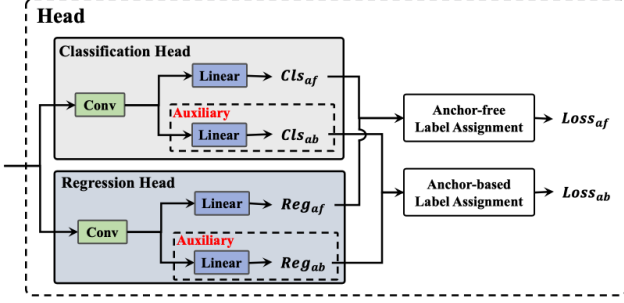 Head
Classification Head
Conv
Linear
Cls_af
Auxiliary
Linear
Cls_ab
Regression Head
Conv
Linear
Reg_af
Auxiliary
Linear
Reg_ab
Anchor-free
Label Assignment
Loss_af
Anchor-based
Label Assignment
Loss_ab